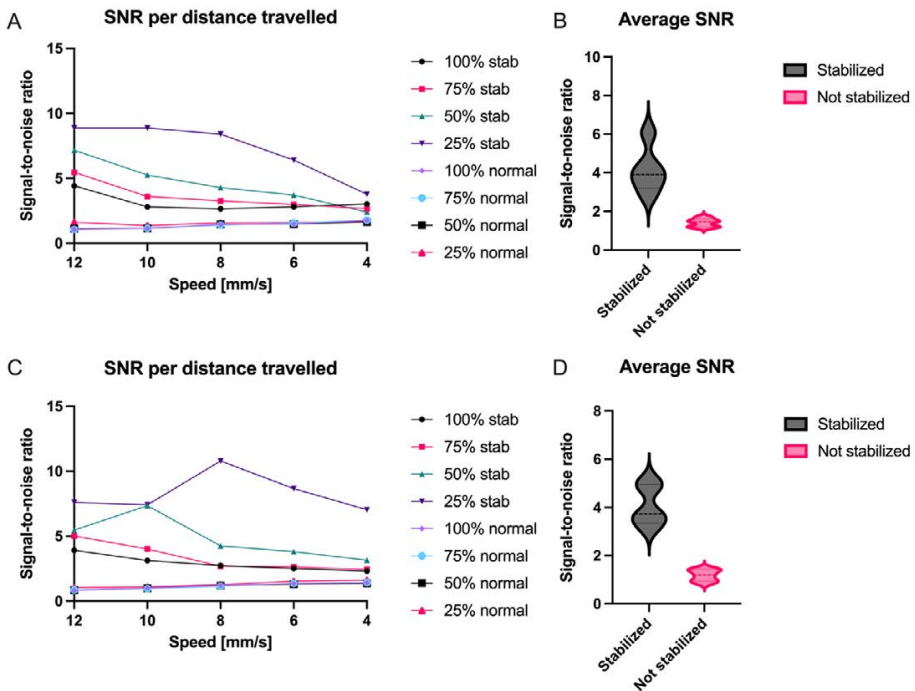 A
SNR per distance travelled
Signal-to-noise ratio
15
10
5
0
12
10
8
6
4
Speed [mm/s]
100% stab
75% stab
50% stab
25% stab
100% normal
75% normal
50% normal
25% normal
B
Average SNR
Signal-to-noise ratio
10
8
6
4
2
0
Stabilized
Not stabilized
Stabilized
Not stabilized
C
SNR per distance travelled
Signal-to-noise ratio
15
10
5
0
12
10
8
6
4
Speed [mm/s]
100% stab
75% stab
50% stab
25% stab
100% normal
75% normal
50% normal
25% normal
D
Average SNR
Signal-to-noise ratio
8
6
4
2
0
Stabilized
Not stabilized
Stabilized
Not stabilized